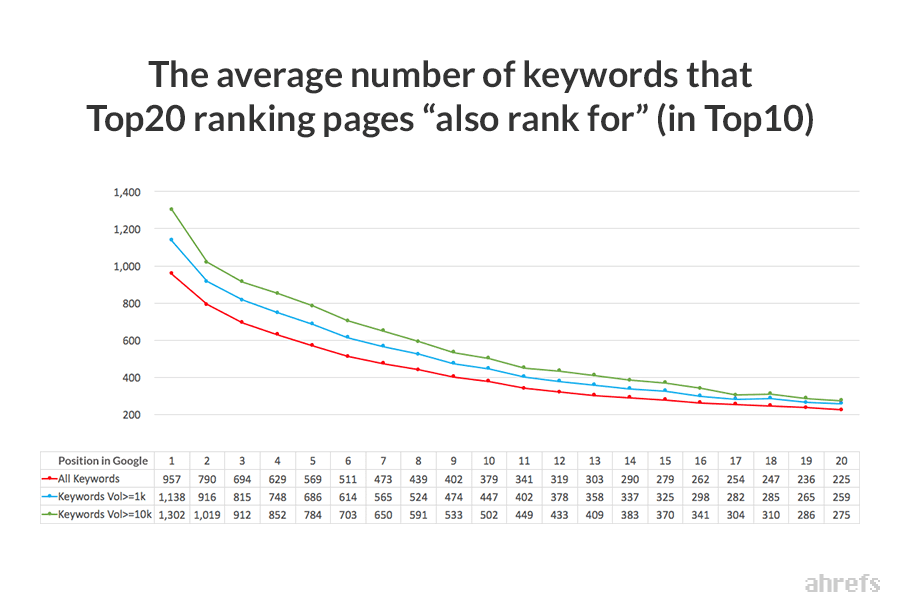 The average number of keywords that
Top20 ranking pages “also rank for” (in Top10)
1,400
1,200
1,000
800
600
400
200
Position in Google 1 2 3 4 5 6 7 8 9 10 11 12 13 14 15 16 17 18 19 20
All Keywords 957 790 694 629 569 511 473 439 402 379 341 319 303 290 279 262 254 247 236 225
Keywords Vol>=1k 1,138 916 815 748 686 614 565 524 474 447 402 378 358 337 325 298 282 285 265 259
Keywords Vol>=10k 1,302 1,019 912 852 784 703 650 591 533 502 449 433 409 383 370 341 304 310 286 275
ahrefs